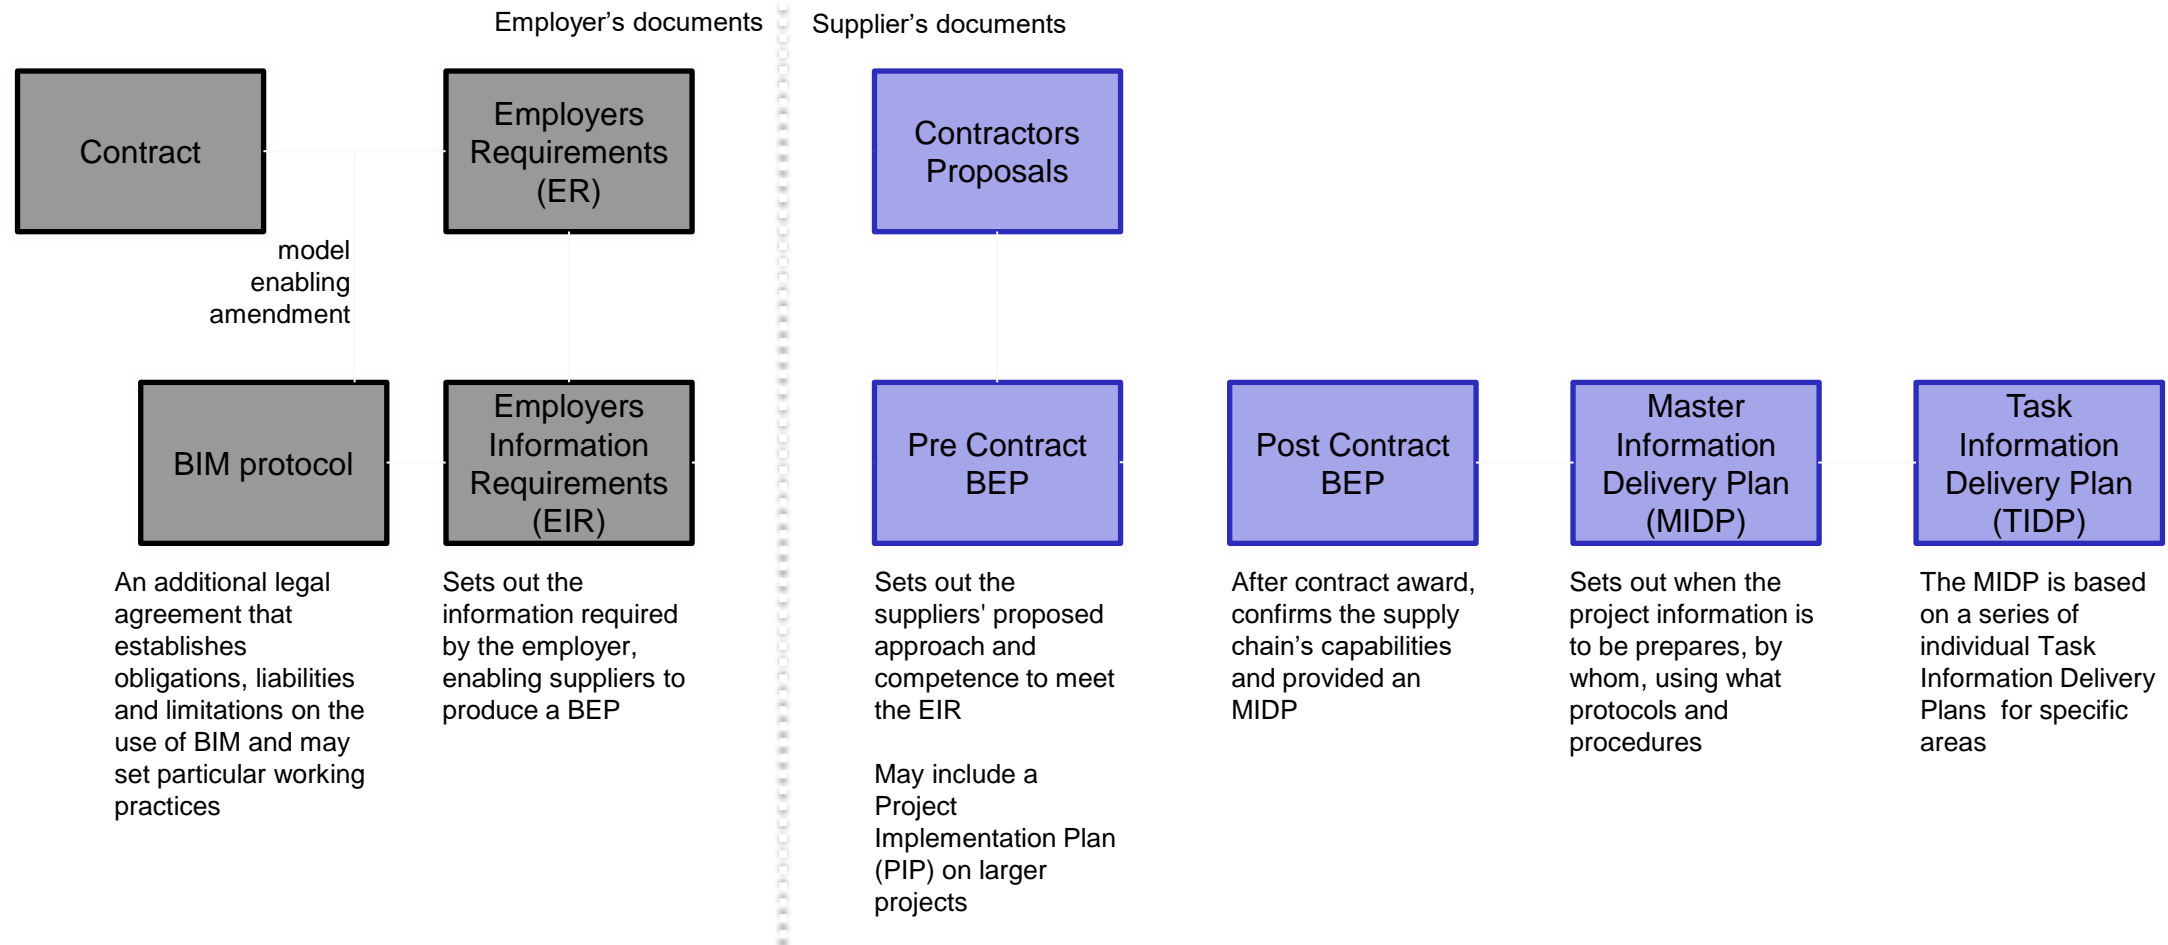 Employer’s documents
Supplier’s documents
Contract
Employers
Requirements
(ER)
Contractors
Proposals
model
enabling
amendment
BIM protocol
Employers
Information
Requirements
(EIR)
Pre Contract
BEP
Post Contract
BEP
Master
Information
Delivery Plan
(MIDP)
Task
Information
Delivery Plan
(TIDP)
An additional legal
agreement that
establishes
obligations, liabilities
and limitations on the
use of BIM and may
set particular working
practices
Sets out the
information required
by the employer,
enabling suppliers to
produce a BEP
Sets out the
suppliers' proposed
approach and
competence to meet
the EIR
May include a
Project
Implementation Plan
(PIP) on larger
projects
After contract award,
confirms the supply
chain’s capabilities
and provided an
MIDP
Sets out when the
project information is
to be prepares, by
whom, using what
protocols and
procedures
The MIDP is based
on a series of
individual Task
Information Delivery
Plans  for specific
areas